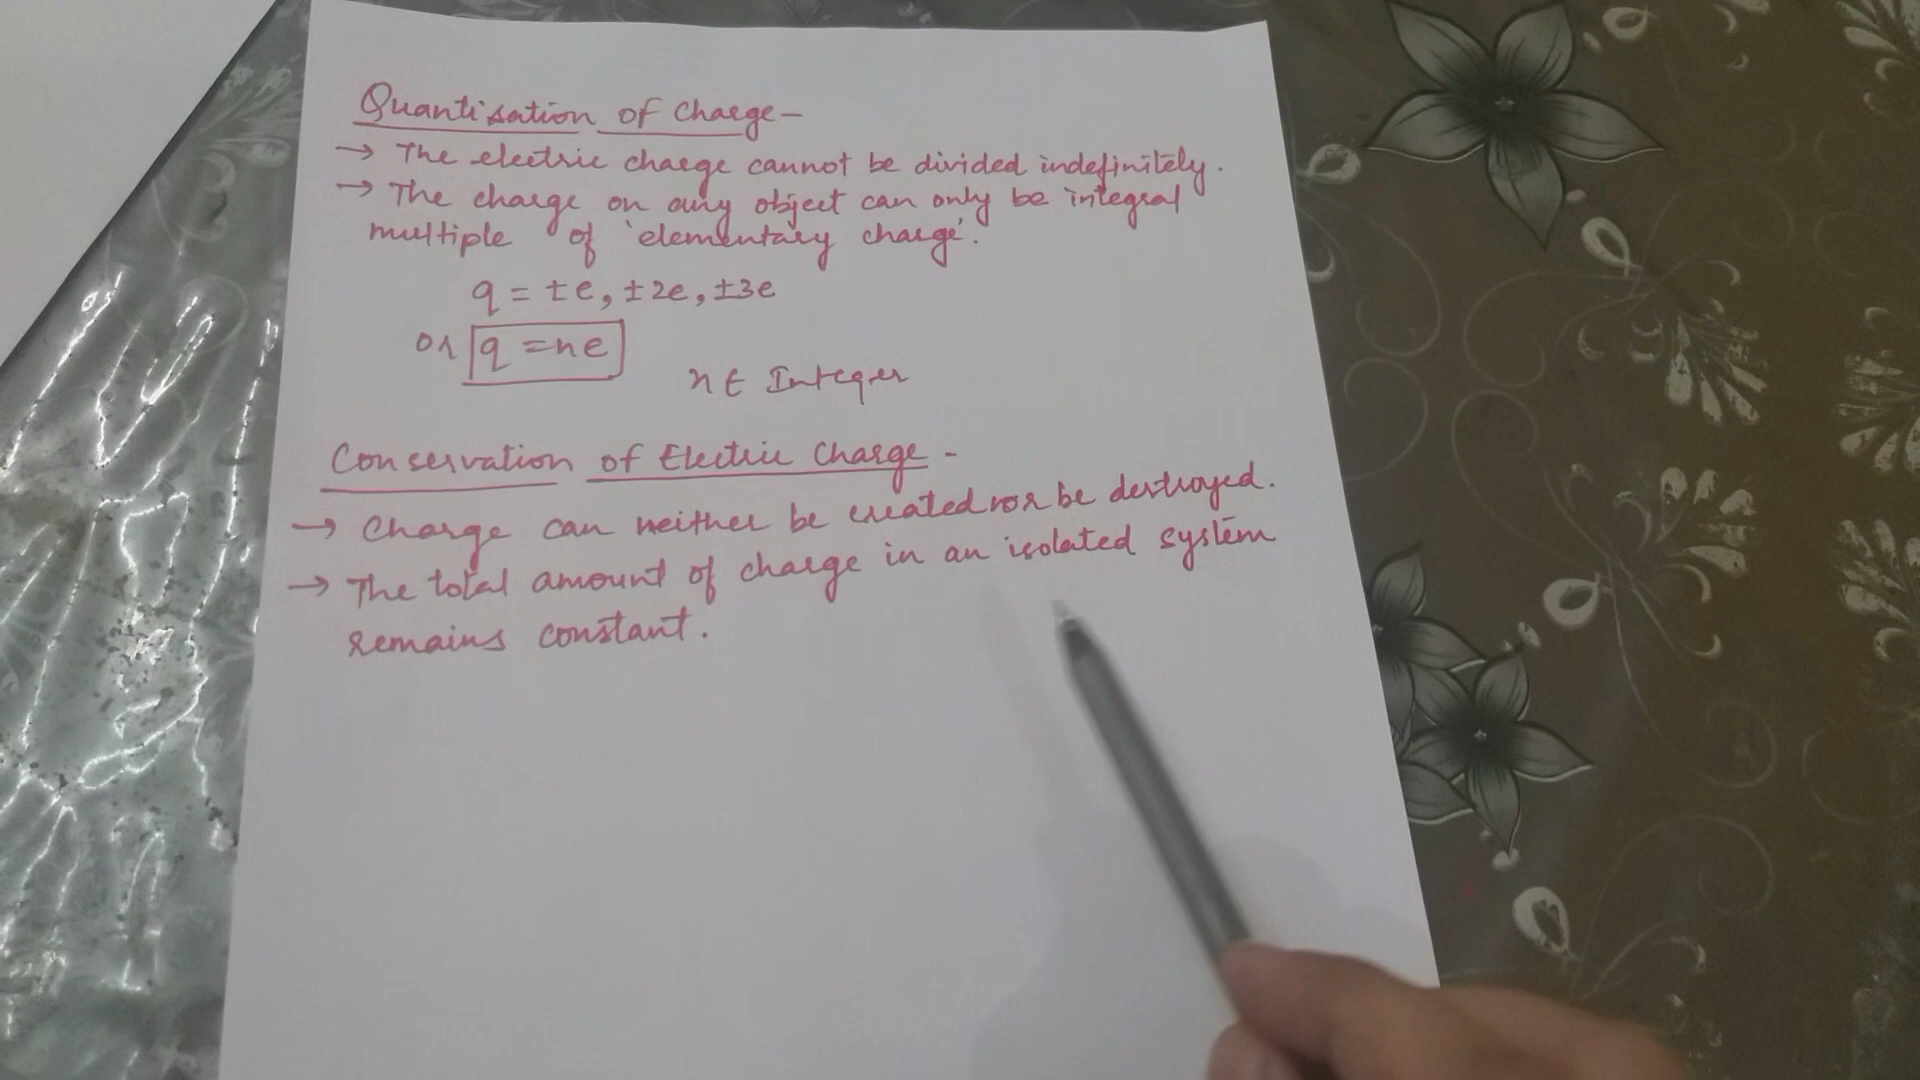 Quantisation of Charge-
→ The electric charge cannot be divided indefinitely.
→ The charge on any object can only be integral
multiple of 'elementary charge'.
q = ±e, ±2e, ±3e
or q = ne
n ∈ Integer
Conservation of Electric Charge -
→ Charge can neither be created nor be destroyed.
→ The total amount of charge in an isolated system
remains constant.